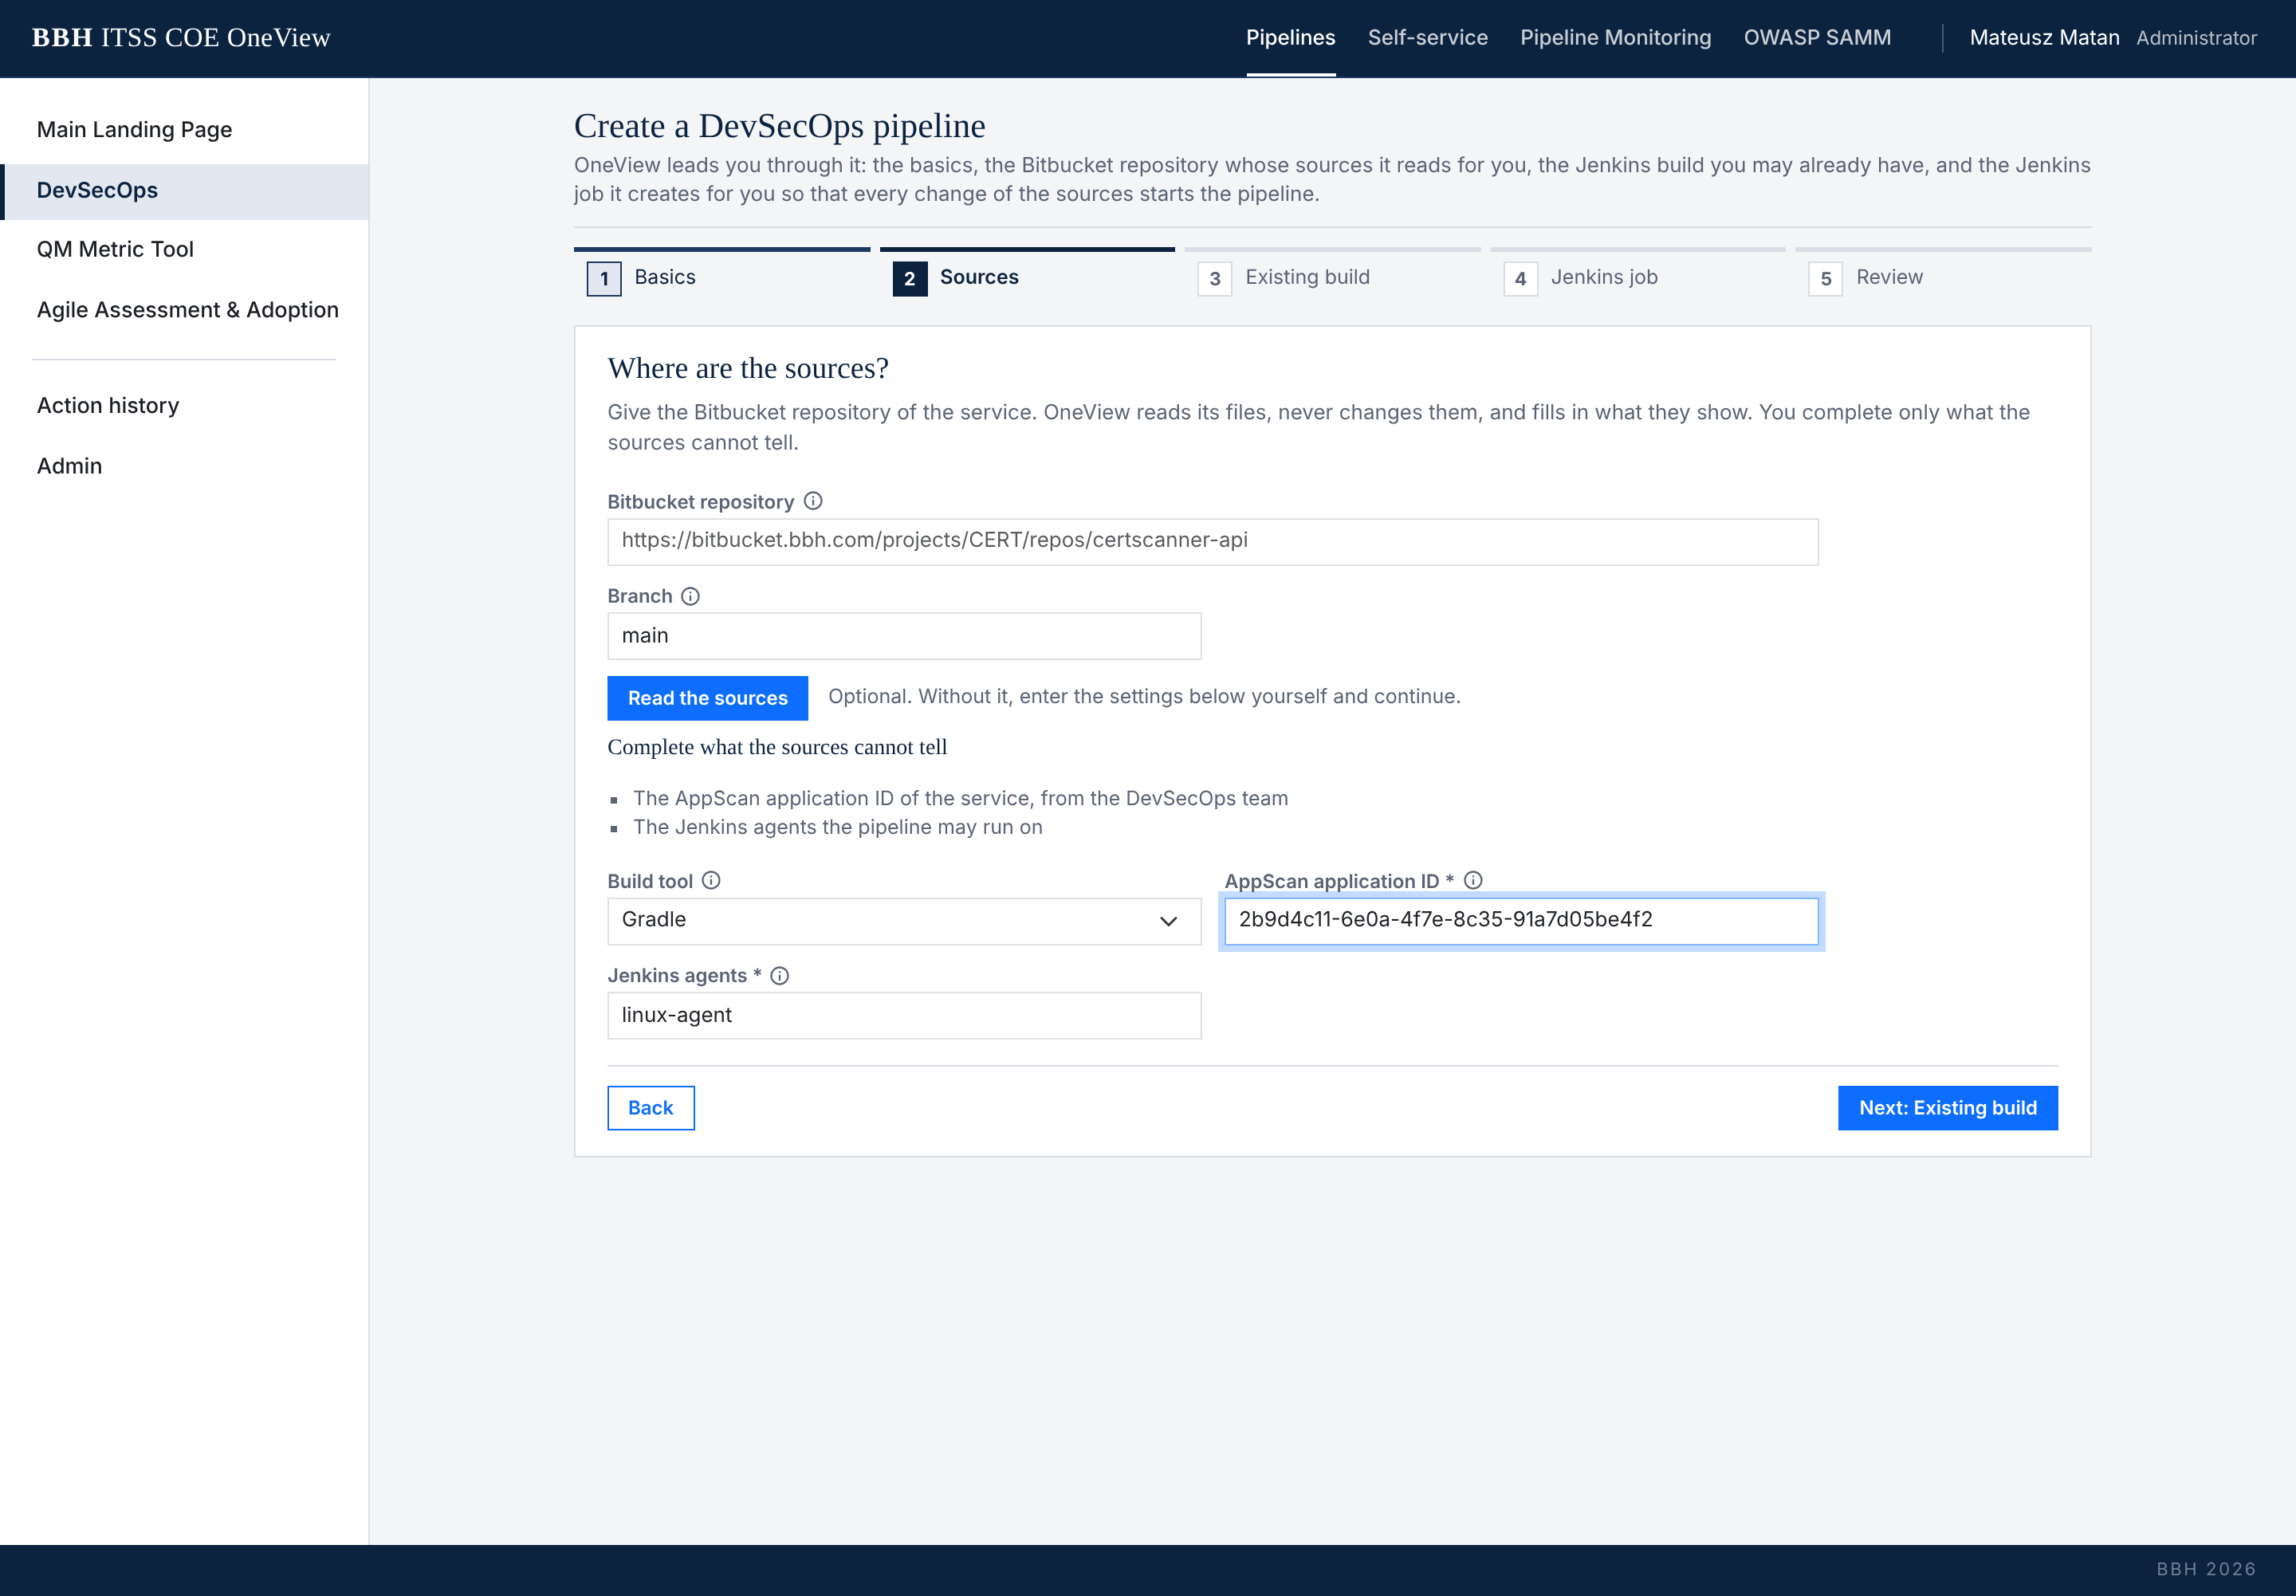 BBH ITSS COE OneView
Pipelines
Self-service
Pipeline Monitoring
OWASP SAMM
Mateusz Matan
Administrator
Main Landing Page
DevSecOps
QM Metric Tool
Agile Assessment & Adoption
Action history
Admin
Create a DevSecOps pipeline
OneView leads you through it: the basics, the Bitbucket repository whose sources it reads for you, the Jenkins build you may already have, and the Jenkins
job it creates for you so that every change of the sources starts the pipeline.
1 Basics
2 Sources
3 Existing build
4 Jenkins job
5 Review
Where are the sources?
Give the Bitbucket repository of the service. OneView reads its files, never changes them, and fills in what they show. You complete only what the
sources cannot tell.
Bitbucket repository
https://bitbucket.bbh.com/projects/CERT/repos/certscanner-api
Branch
main
Read the sources
Optional. Without it, enter the settings below yourself and continue.
Complete what the sources cannot tell
The AppScan application ID of the service, from the DevSecOps team
The Jenkins agents the pipeline may run on
Build tool
Gradle
AppScan application ID *
2b9d4c11-6e0a-4f7e-8c35-91a7d05be4f2
Jenkins agents *
linux-agent
Back
Next: Existing build
BBH 2026